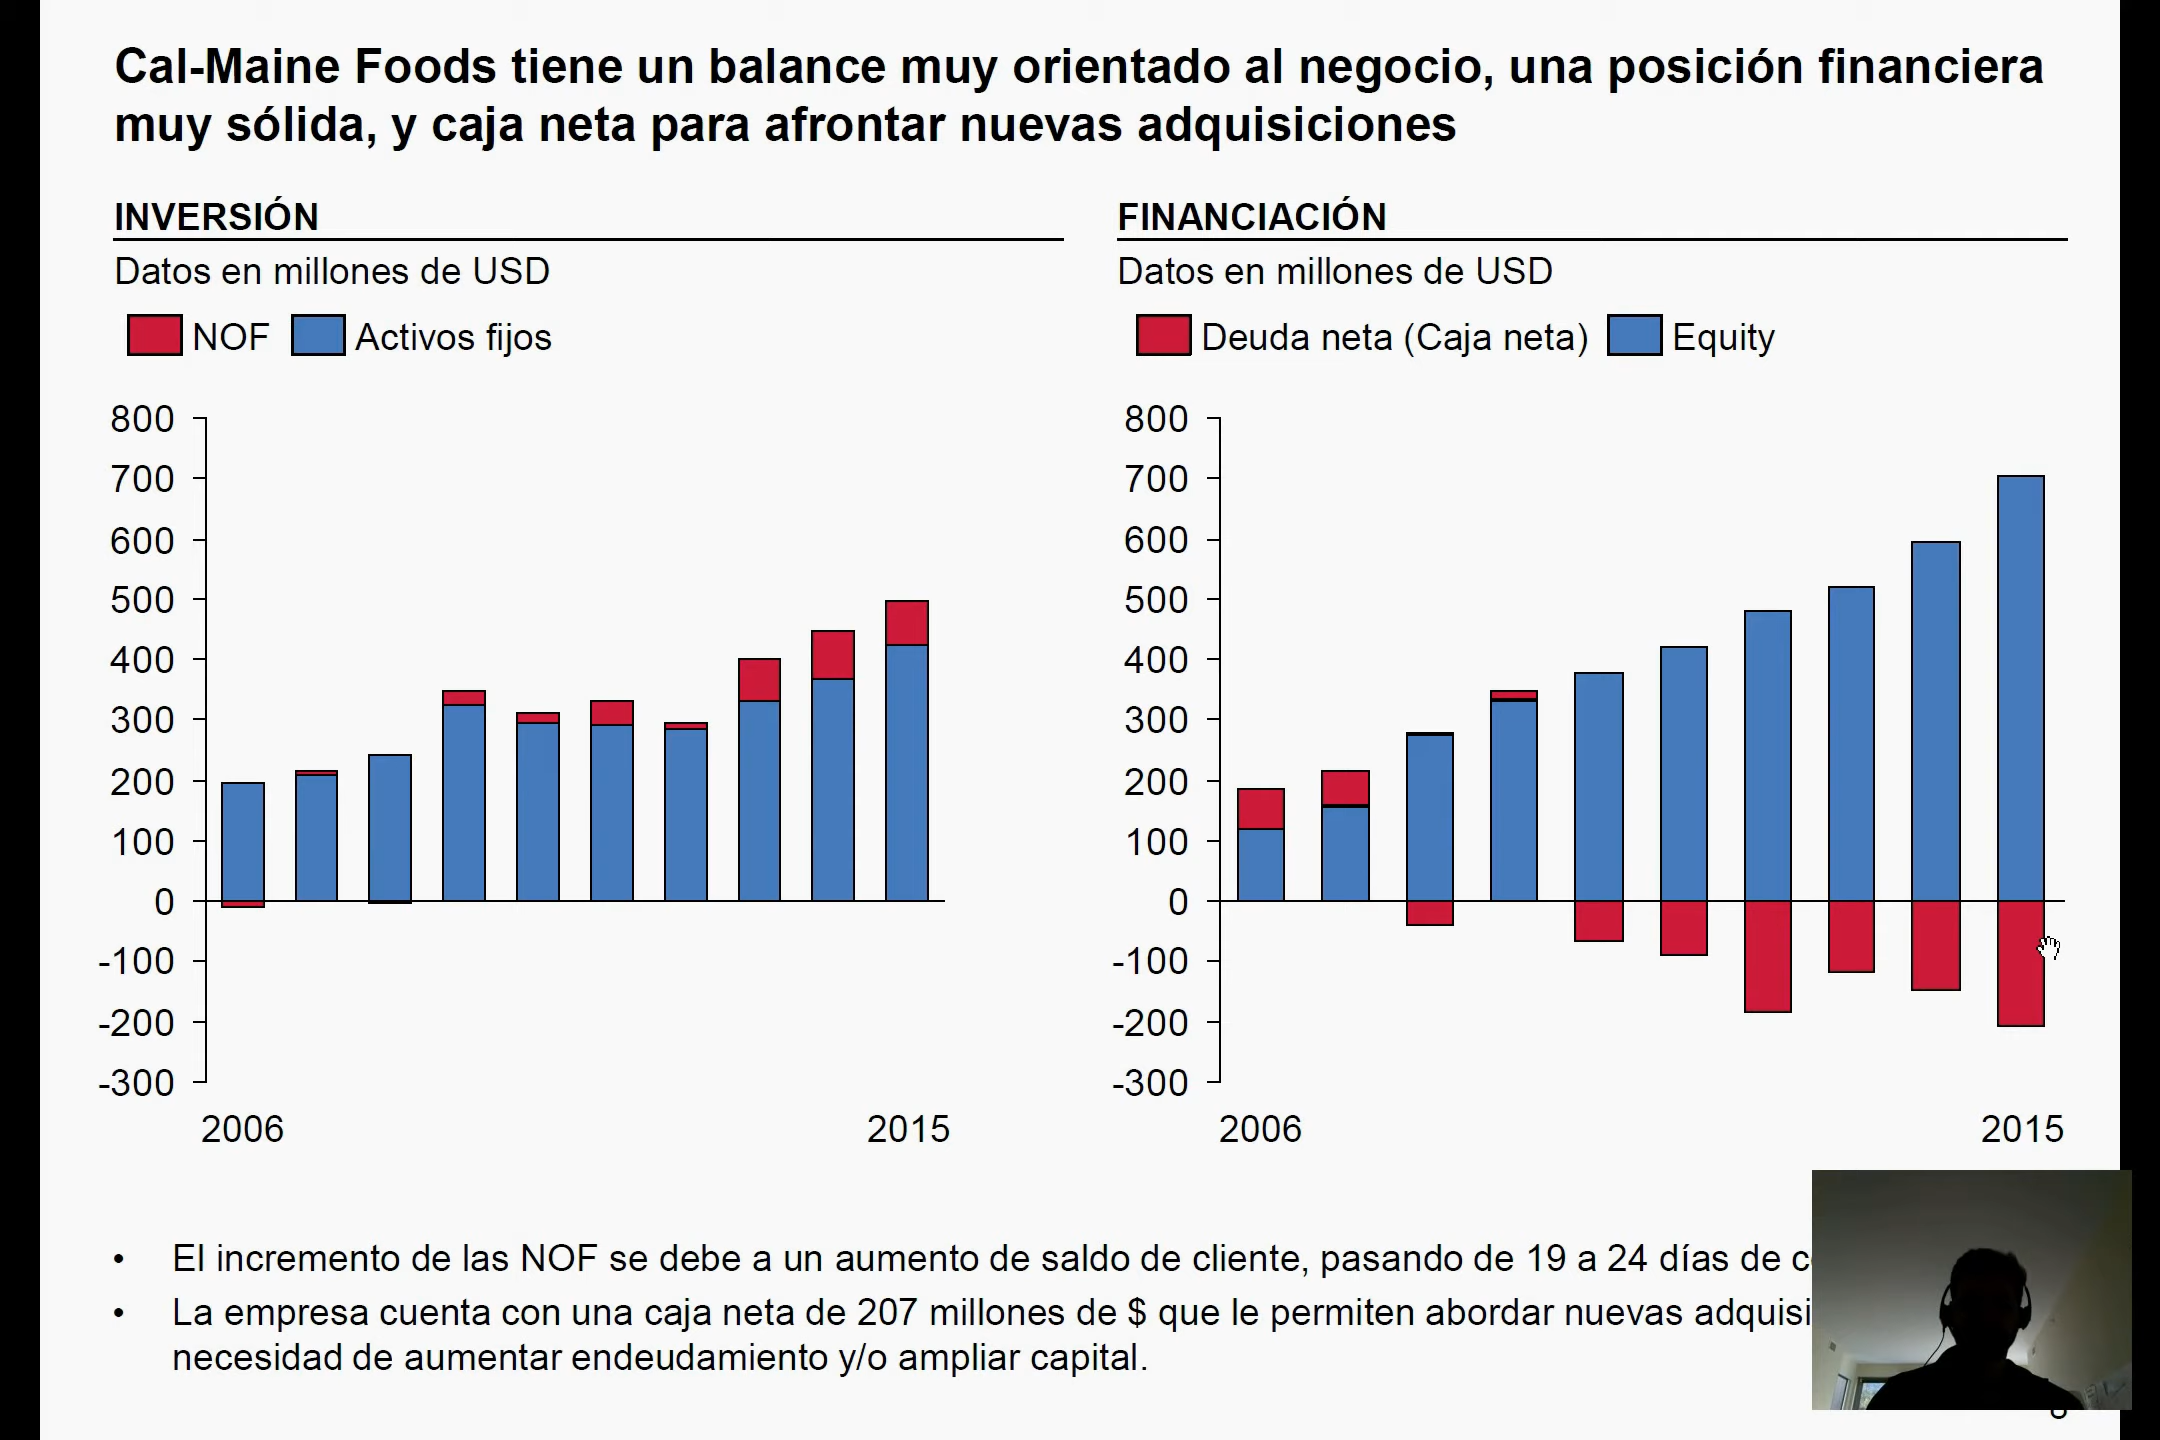 Cal-Maine Foods tiene un balance muy orientado al negocio, una posición financiera
muy sólida, y caja neta para afrontar nuevas adquisiciones
INVERSIÓN
Datos en millones de USD
NOF Activos fijos
800
700
600
500
400
300
200
100
0
-100
-200
-300
2006 2015
FINANCIACIÓN
Datos en millones de USD
Deuda neta (Caja neta) Equity
800
700
600
500
400
300
200
100
0
-100
-200
-300
2006 2015
• El incremento de las NOF se debe a un aumento de saldo de cliente, pasando de 19 a 24 días de
• La empresa cuenta con una caja neta de 207 millones de $ que le permiten abordar nuevas
necesidad de aumentar endeudamiento y/o ampliar capital.